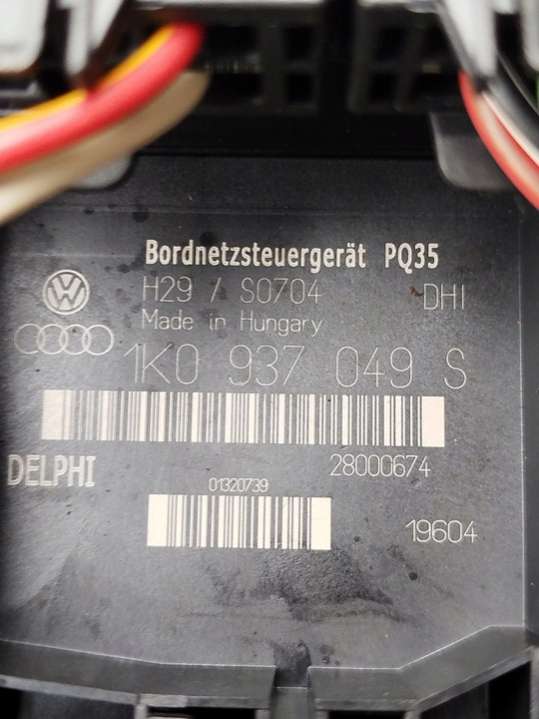 Bordnetzsteuergerät PQ35
H29 / S0704 DHI
Made in Hungary
1K0 937 049 S
DELPHI 28000674
01320739
19604